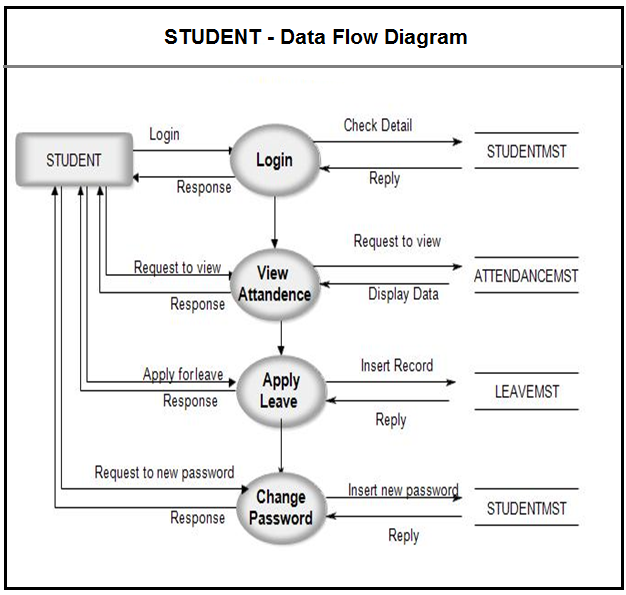 STUDENT - Data Flow Diagram
Login
Check Detail
STUDENT
Login
STUDENTMST
Response
Reply
Request to view
Request to view
View
Attandence
ATTENDANCEMST
Response
Display Data
Apply for leave
Insert Record
Apply
Leave
LEAVEMST
Response
Reply
Request to new password
Insert new password
Change
Password
STUDENTMST
Response
Reply